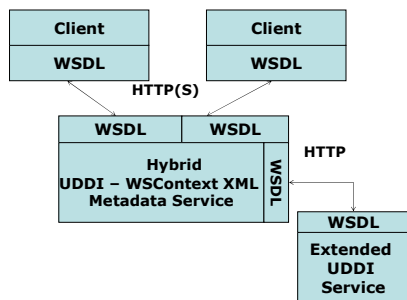 Client
Client
WSDL
WSDL
HTTP(S)
WSDL
WSDL
Hybrid
UDDI – WSContext XML
Metadata Service
WSDL
HTTP
WSDL
Extended
UDDI
Service